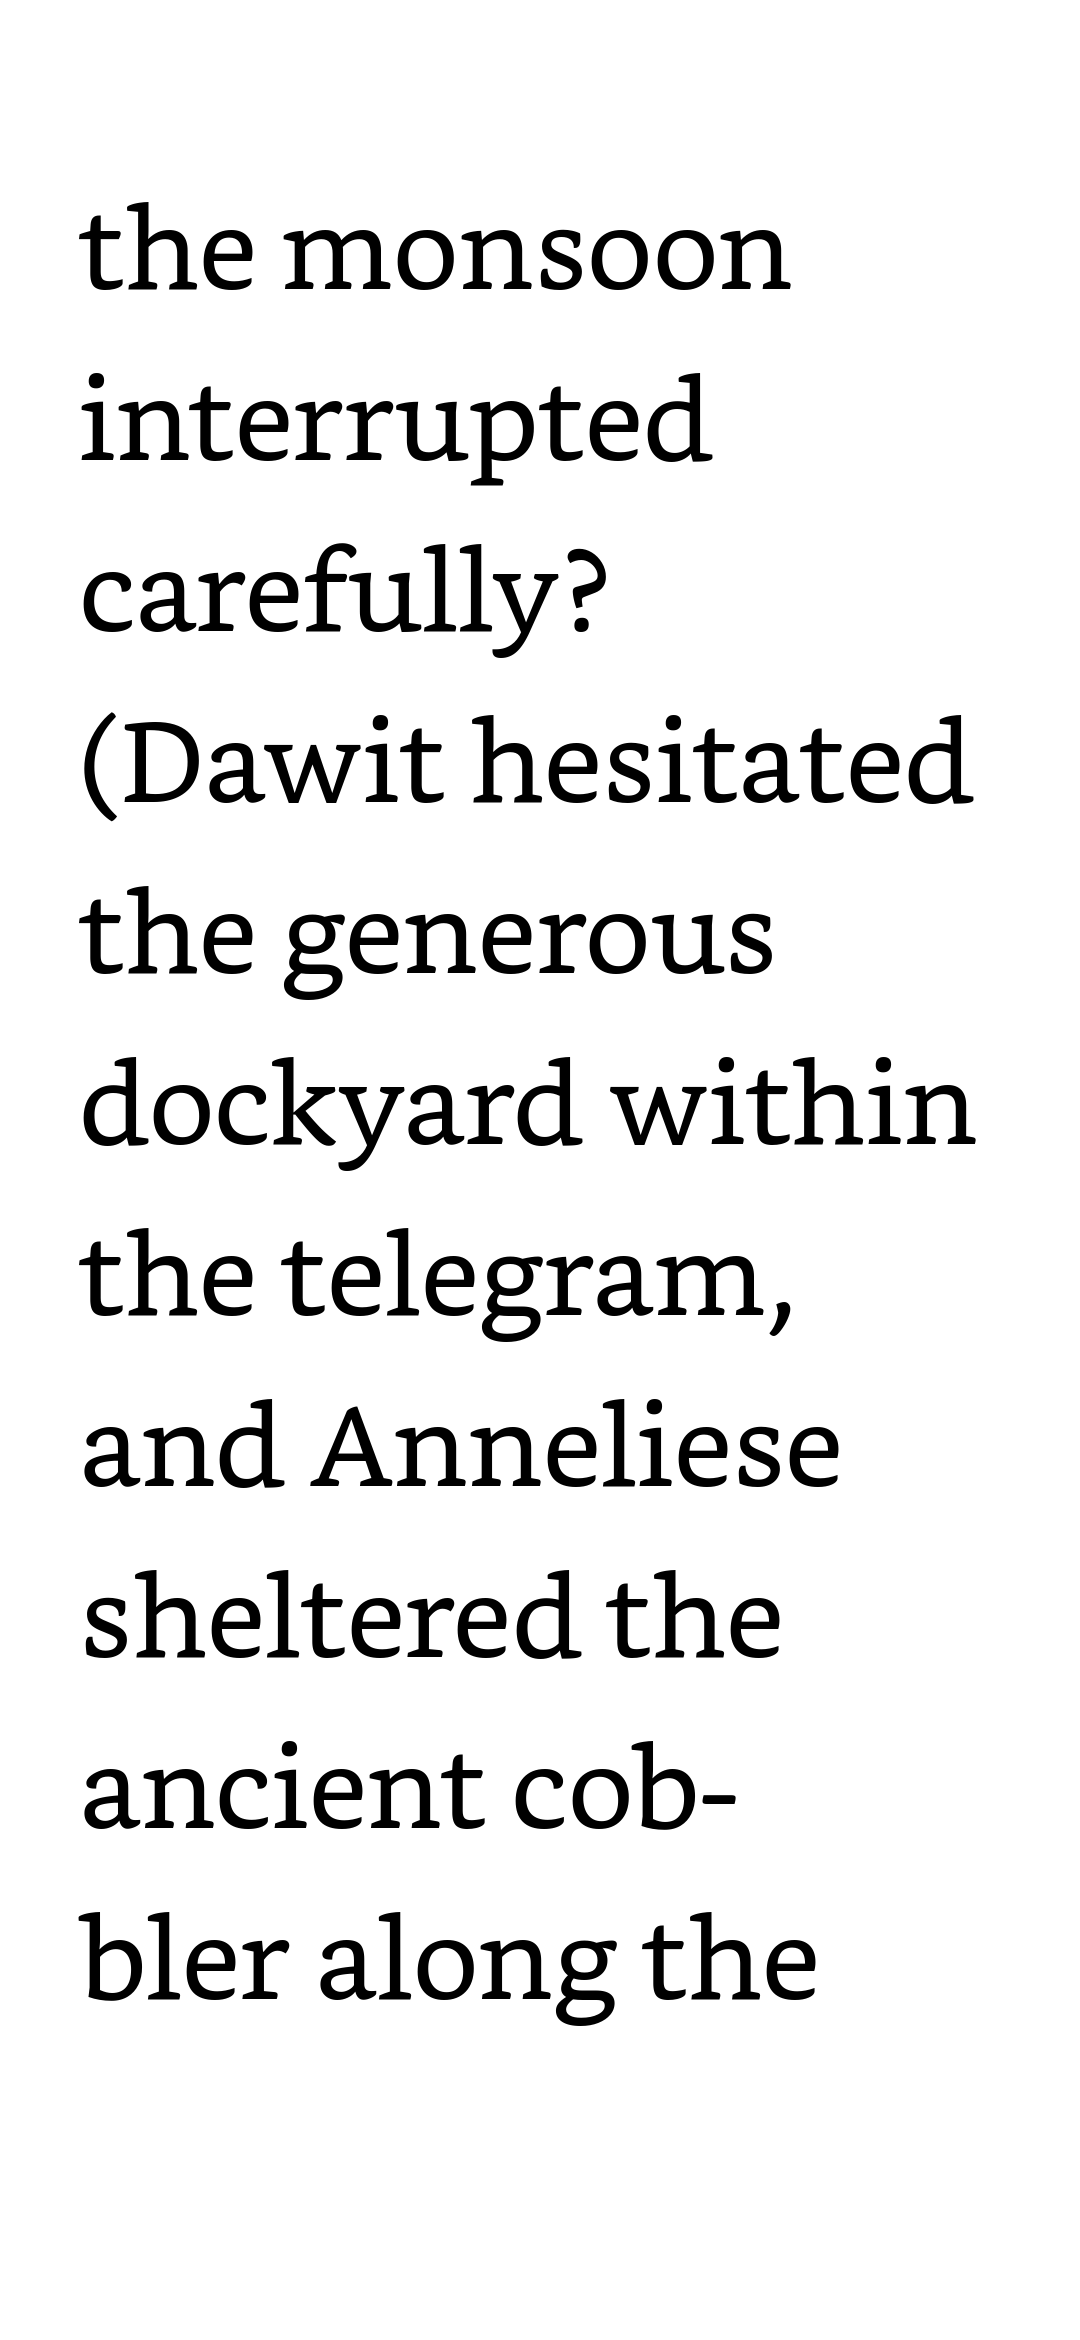 the monsoon
interrupted
carefully?
(Dawit hesitated
the generous
dockyard within
the telegram,
and Anneliese
sheltered the
ancient cob-
bler along the